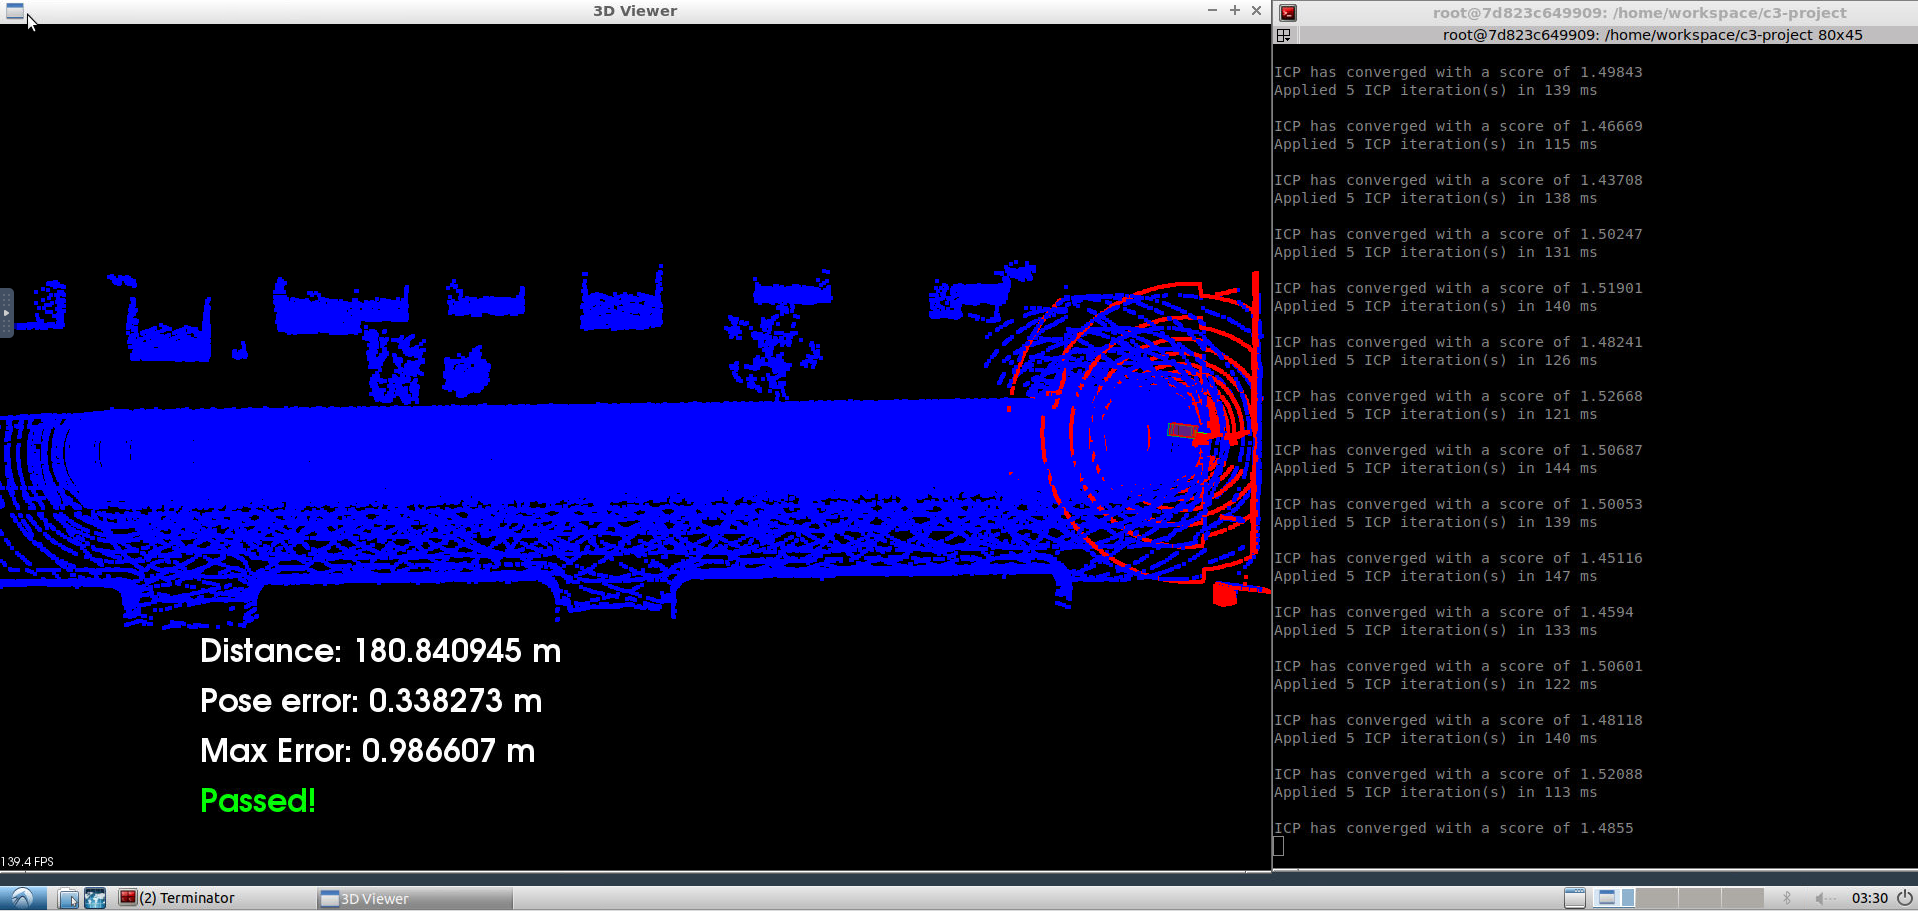 3D Viewer
Distance: 180.840945 m
Pose error: 0.338273 m
Max Error: 0.986607 m
Passed!
139.4 FPS
root@7d823c649909: /home/workspace/c3-project
root@7d823c649909: /home/workspace/c3-project 80x45
ICP has converged with a score of 1.49843
Applied 5 ICP iteration(s) in 139 ms
ICP has converged with a score of 1.46669
Applied 5 ICP iteration(s) in 115 ms
ICP has converged with a score of 1.43708
Applied 5 ICP iteration(s) in 138 ms
ICP has converged with a score of 1.50247
Applied 5 ICP iteration(s) in 131 ms
ICP has converged with a score of 1.51901
Applied 5 ICP iteration(s) in 140 ms
ICP has converged with a score of 1.48241
Applied 5 ICP iteration(s) in 126 ms
ICP has converged with a score of 1.52668
Applied 5 ICP iteration(s) in 121 ms
ICP has converged with a score of 1.50687
Applied 5 ICP iteration(s) in 144 ms
ICP has converged with a score of 1.50053
Applied 5 ICP iteration(s) in 139 ms
ICP has converged with a score of 1.45116
Applied 5 ICP iteration(s) in 147 ms
ICP has converged with a score of 1.4594
Applied 5 ICP iteration(s) in 133 ms
ICP has converged with a score of 1.50601
Applied 5 ICP iteration(s) in 122 ms
ICP has converged with a score of 1.48118
Applied 5 ICP iteration(s) in 140 ms
ICP has converged with a score of 1.52088
Applied 5 ICP iteration(s) in 113 ms
ICP has converged with a score of 1.4855
(2) Terminator
3D Viewer
03:30